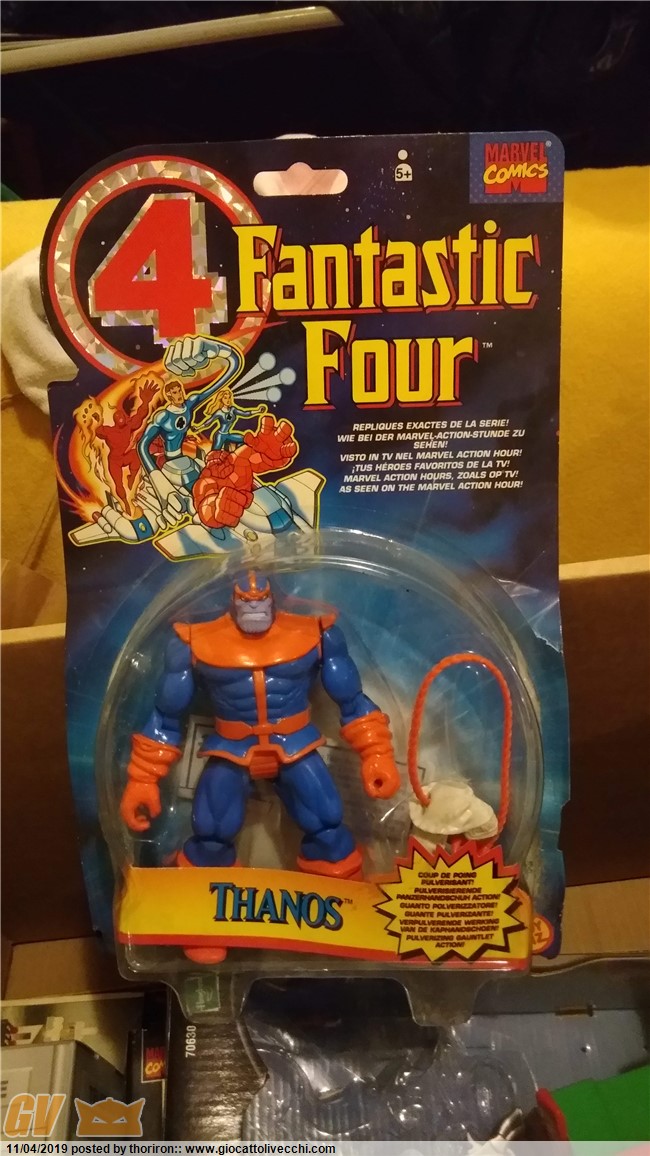 MARVEL
COMICS
5+
4
Fantastic
Four™
REPLIQUES EXACTES DE LA SERIE!
WIE BEI DER MARVEL-ACTION-STUNDE ZU
SEHEN!
VISTO IN TV NEL MARVEL ACTION HOUR!
¡TUS HÉROES FAVORITOS DE LA TV!
MARVEL ACTION HOURS, ZOALS OP TV!
AS SEEN ON THE MARVEL ACTION HOUR!
THANOS™
COUP DE POING
PULVERISANT!
PULVERISIERENDE
PANZERHANDSCHUH ACTION!
GUANTO POLVERIZZATORE!
GUANTE PULVERIZANTE!
VERPULVERENDE WERKING
VAN DE KAPHANDSCHOEN!
PULVERIZING GAUNTLET
ACTION!
70630
GV
11/04/2019 posted by thoriron:: www.giocattolivecchi.com